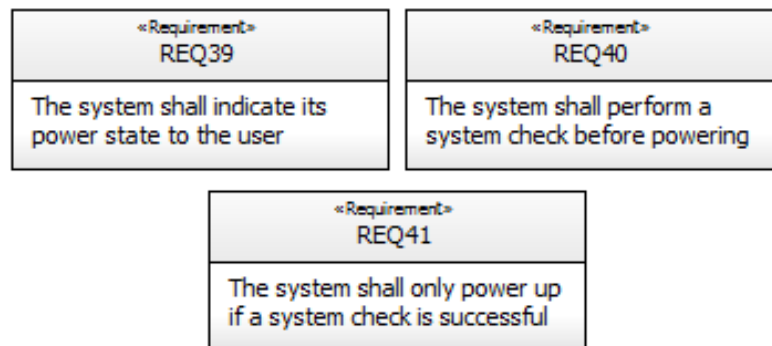 «Requirement»
REQ39
The system shall indicate its
power state to the user
«Requirement»
REQ40
The system shall perform a
system check before powering
«Requirement»
REQ41
The system shall only power up
if a system check is successful